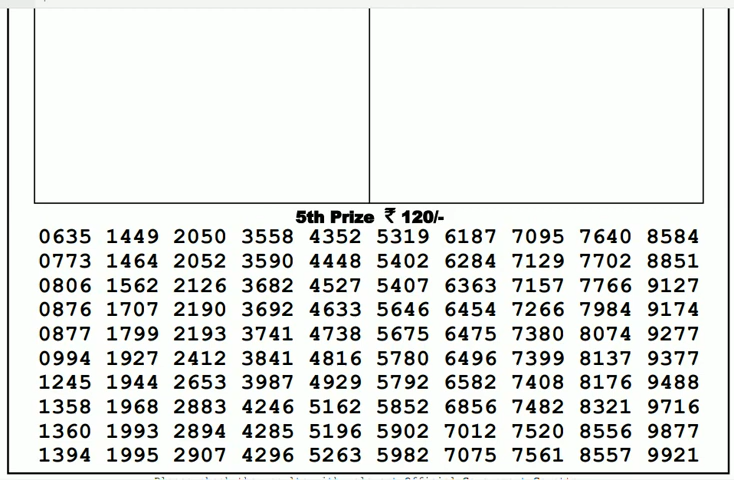 5th Prize ₹ 120/-
0635 1449 2050 3558 4352 5319 6187 7095 7640 8584
0773 1464 2052 3590 4448 5402 6284 7129 7702 8851
0806 1562 2126 3682 4527 5407 6363 7157 7766 9127
0876 1707 2190 3692 4633 5646 6454 7266 7984 9174
0877 1799 2193 3741 4738 5675 6475 7380 8074 9277
0994 1927 2412 3841 4816 5780 6496 7399 8137 9377
1245 1944 2653 3987 4929 5792 6582 7408 8176 9488
1358 1968 2883 4246 5162 5852 6856 7482 8321 9716
1360 1993 2894 4285 5196 5902 7012 7520 8556 9877
1394 1995 2907 4296 5263 5982 7075 7561 8557 9921